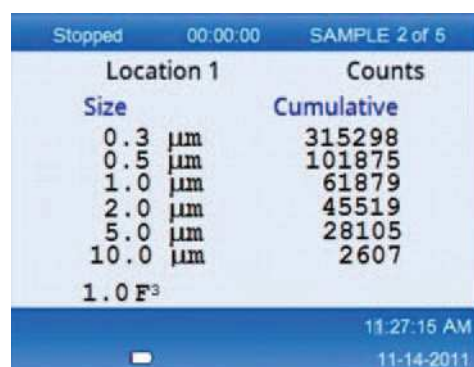 Stopped 00:00:00 SAMPLE 2 of 5
Location 1 Counts
Size Cumulative
0.3 µm 315298
0.5 µm 101875
1.0 µm 61879
2.0 µm 45519
5.0 µm 28105
10.0 µm 2607
1.0 F³
11:27:15 AM
11-14-2011